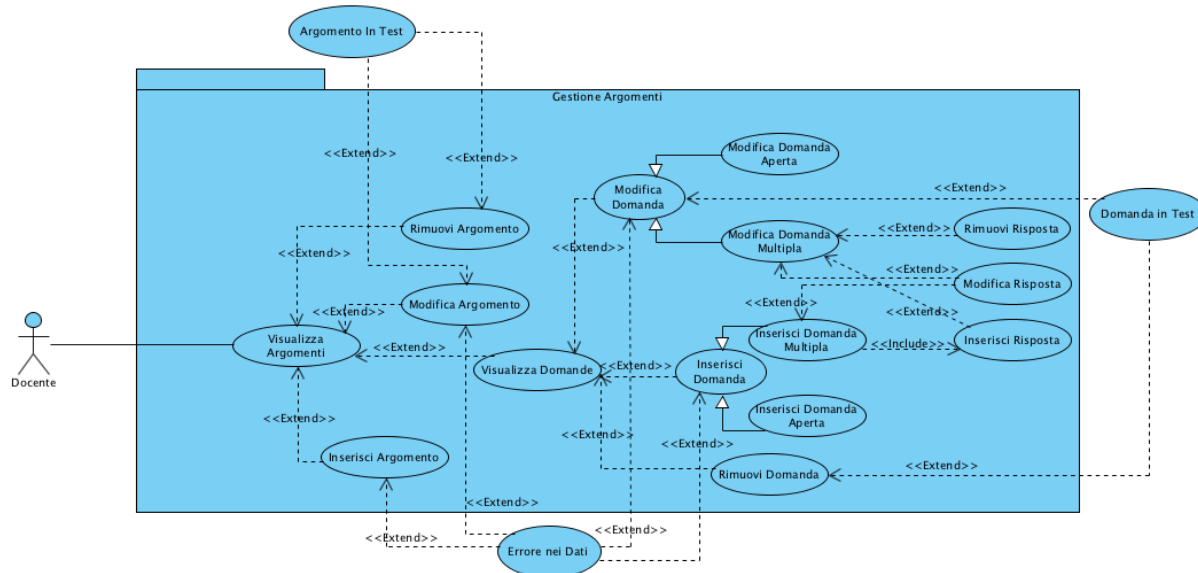 Argomento In Test
Gestione Argomenti
<<Extend>>
<<Extend>>
Modifica Domanda
Aperta
Modifica
Domanda
<<Extend>>
Domanda in Test
Rimuovi Argomento
Modifica Domanda
Multipla
<<Extend>>
Rimuovi Risposta
<<Extend>>
<<Extend>>
<<Extend>>
Modifica Risposta
Modifica Argomento
<<Extend>>
<<Extend>>
<<Extend>>
Inserisci Domanda
Multipla
<<Include>>
Inserisci Risposta
Visualizza
Argomenti
Docente
<<Extend>>
Visualizza Domande
<<Extend>>
Inserisci
Domanda
<<Extend>>
<<Extend>>
Inserisci Domanda
Aperta
<<Extend>>
Inserisci Argomento
Rimuovi Domanda
<<Extend>>
<<Extend>>
<<Extend>>
<<Extend>>
Errore nei Dati